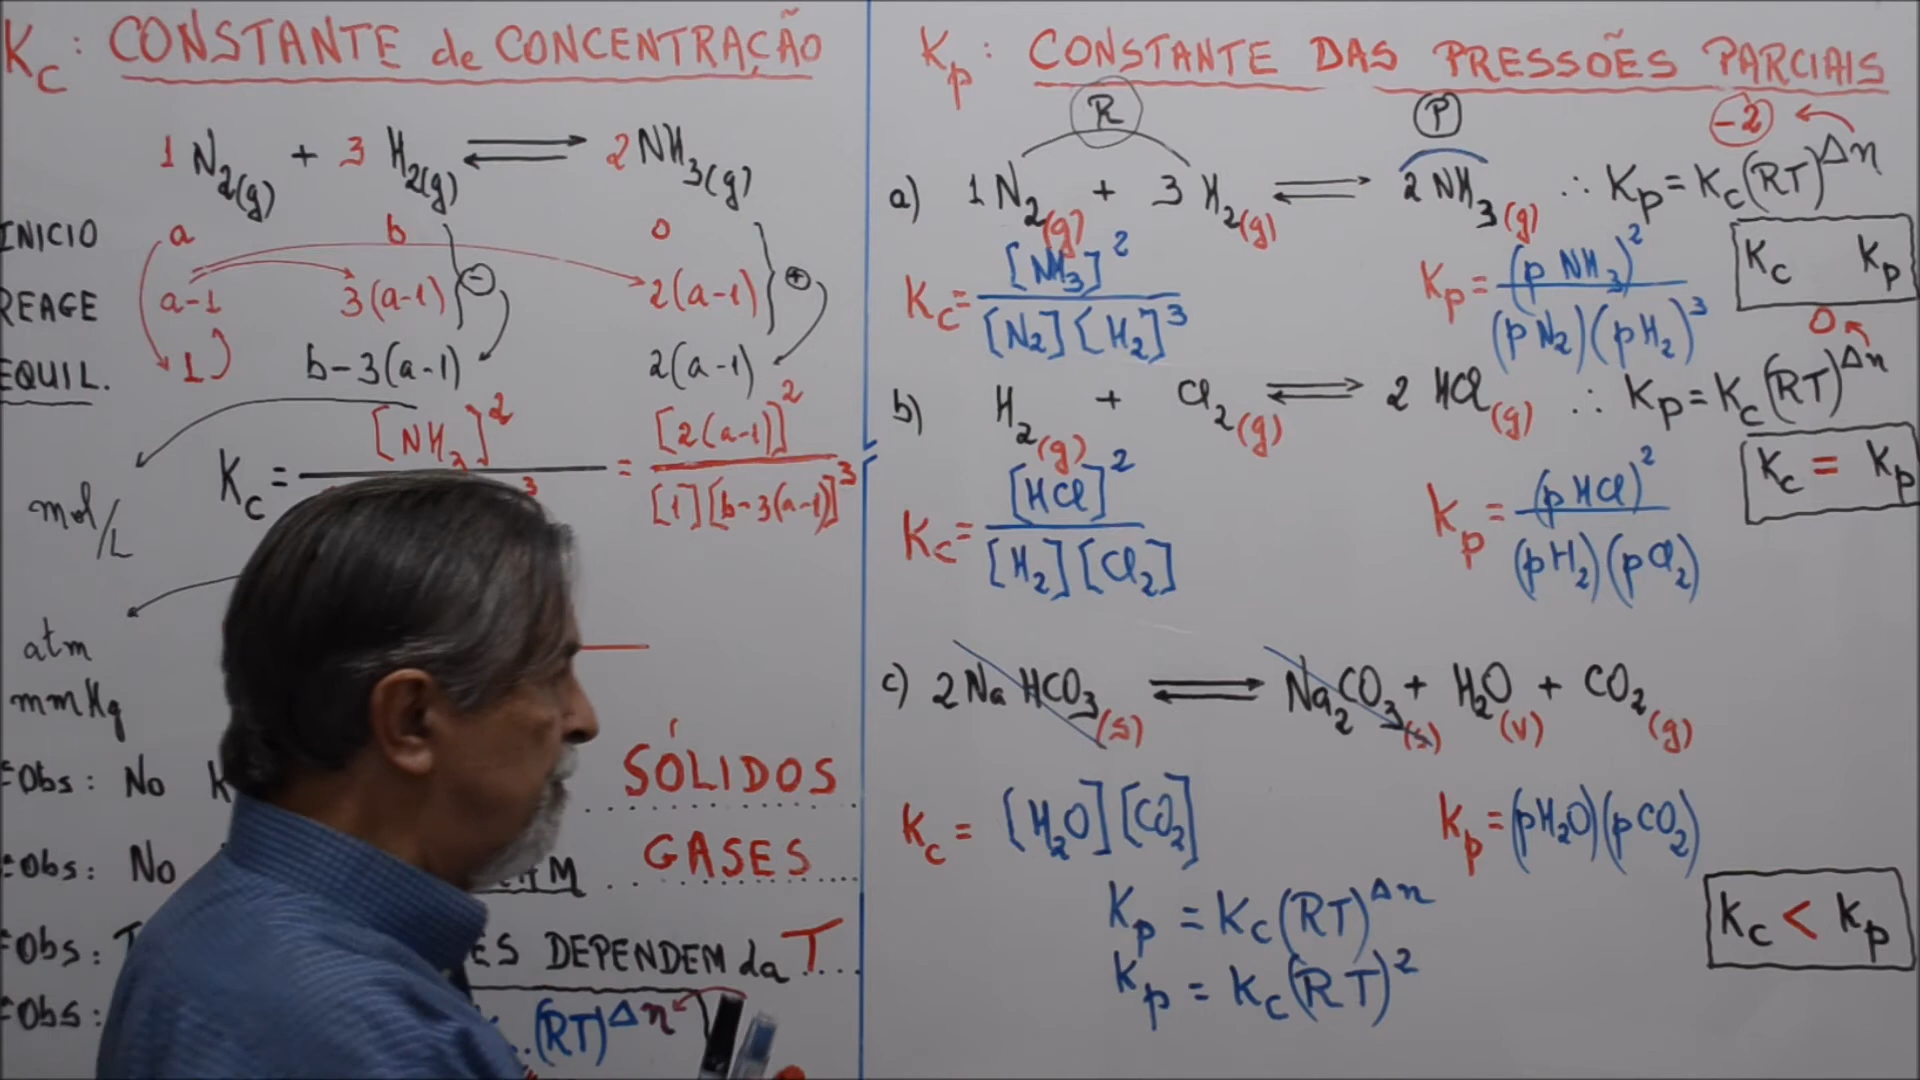 Kc: CONSTANTE de CONCENTRAÇÃO
1 N2(g) + 3 H2(g) ⇌ 2 NH3(g)
INICIO a b 0
REAGE a-1 3(a-1) 2(a-1)
⊖ ⊕
EQUIL. 1 b-3(a-1) 2(a-1)
Kc = [NH3]² = [2(a-1)]²
3 [1][b-3(a-1)]³
mol/L
atm
mmHg
Obs: No K SÓLIDOS
Obs: No GASES
Obs: T ES DEPENDEM da T
Obs: .(RT)^Δn
Kp: CONSTANTE DAS PRESSÕES PARCIAIS
R P -2
a) 1 N2(g) + 3 H2(g) ⇌ 2 NH3(g) ∴ Kp = Kc(RT)^Δn
Kc = [NH3]² / [N2][H2]³ Kp = (pNH3)² / (pN2)(pH2)³
Kc Kp
0
b) H2(g) + Cl2(g) ⇌ 2 HCl(g) ∴ Kp = Kc(RT)^Δn
Kc = [HCl]² / [H2][Cl2] Kp = (pHCl)² / (pH2)(pCl2)
Kc = Kp
c) 2 NaHCO3(s) ⇌ Na2CO3(s) + H2O(v) + CO2(g)
Kc = [H2O][CO2] Kp = (pH2O)(pCO2)
Kp = Kc(RT)^Δn
Kp = Kc(RT)²
Kc < Kp